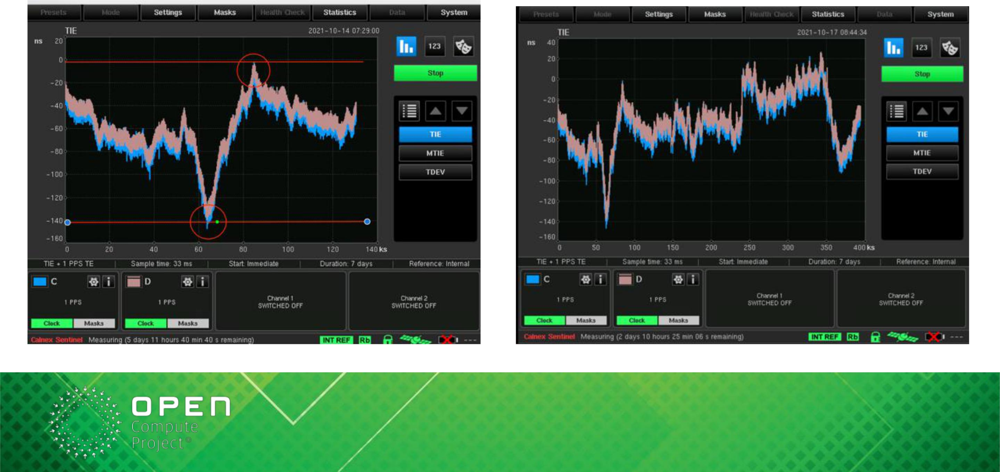 Presets Mode Settings Masks Health Check Statistics Data System
TIE 2021-10-14 07:29:00
ns 20
0
-20
-40
-60
-80
-100
-120
-140
-160
0 20 40 60 80 100 120 140 ks
123
Stop
TIE
MTIE
TDEV
TIE + 1 PPS TE | Sample time: 33 ms | Start: Immediate | Duration: 7 days | Reference: Internal
C i D i
1 PPS 1 PPS
Channel 1
SWITCHED OFF
Channel 2
SWITCHED OFF
Clock Masks Clock Masks
Calnex Sentinel Measuring (5 days 11 hours 40 min 40 s remaining) INT REF Rb ---
Presets Mode Settings Masks Health Check Statistics Data System
TIE 2021-10-17 08:44:34
ns 40
20
0
-20
-40
-60
-80
-100
-120
-140
-160
0 50 100 150 200 250 300 350 400 ks
123
Stop
TIE
MTIE
TDEV
TIE + 1 PPS TE | Sample time: 33 ms | Start: Immediate | Duration: 7 days | Reference: Internal
C i D i
1 PPS 1 PPS
Channel 1
SWITCHED OFF
Channel 2
SWITCHED OFF
Clock Masks Clock Masks
Calnex Sentinel Measuring (2 days 10 hours 25 min 06 s remaining) INT REF Rb ---
OPEN
Compute
Project®